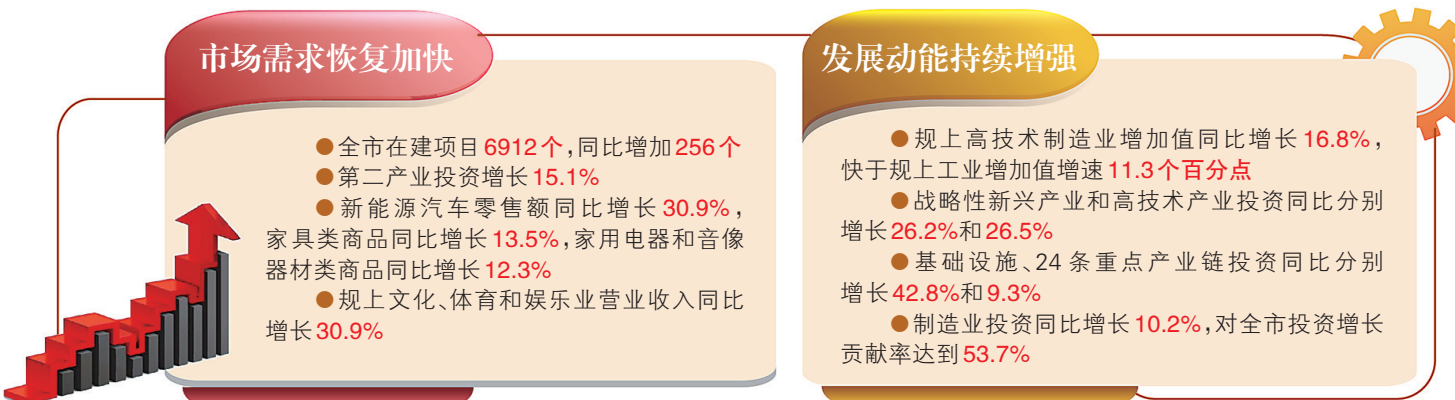 市场需求恢复加快
●全市在建项目6912个,同比增加256个
●第二产业投资增长15.1%
●新能源汽车零售额同比增长30.9%,
家具类商品同比增长13.5%,家用电器和音像
器材类商品同比增长12.3%
●规上文化、体育和娱乐业营业收入同比
增长30.9%
发展动能持续增强
●规上高技术制造业增加值同比增长16.8%,
快于规上工业增加值增速11.3个百分点
●战略性新兴产业和高技术产业投资同比分别
增长26.2%和26.5%
●基础设施、24条重点产业链投资同比分别
增长42.8%和9.3%
●制造业投资同比增长10.2%,对全市投资增长
贡献率达到53.7%